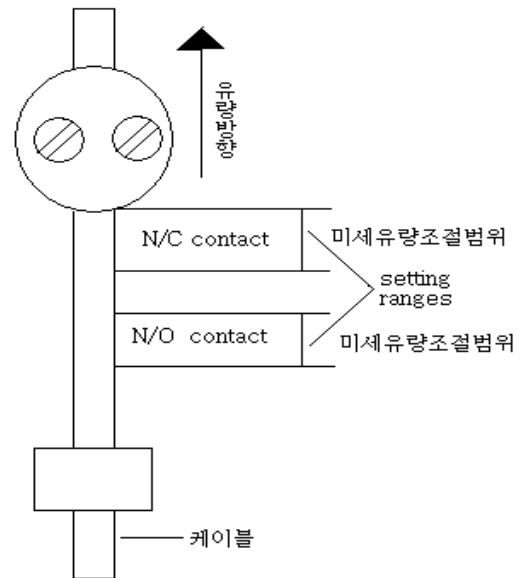 유량방향
N/C contact
미세유량조절범위
setting
ranges
N/O contact
미세유량조절범위
케이블